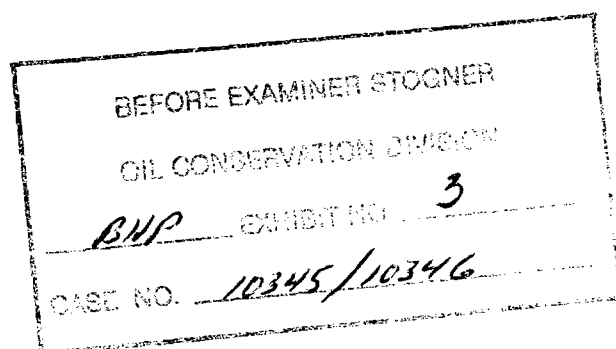 BEFORE EXAMINER STOGNER
OIL CONSERVATION DIVISION
BHP EXHIBIT NO. 3
CASE NO. 10345/10346